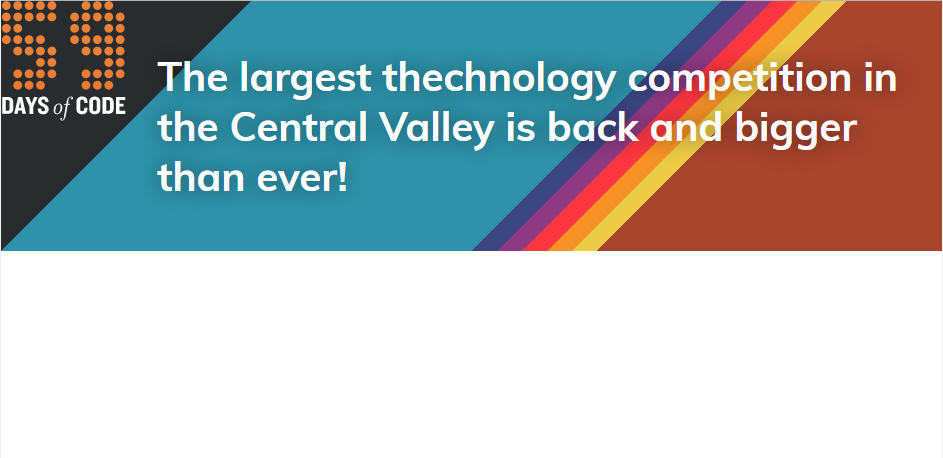 59
DAYS of CODE
The largest thechnology competition in
the Central Valley is back and bigger
than ever!